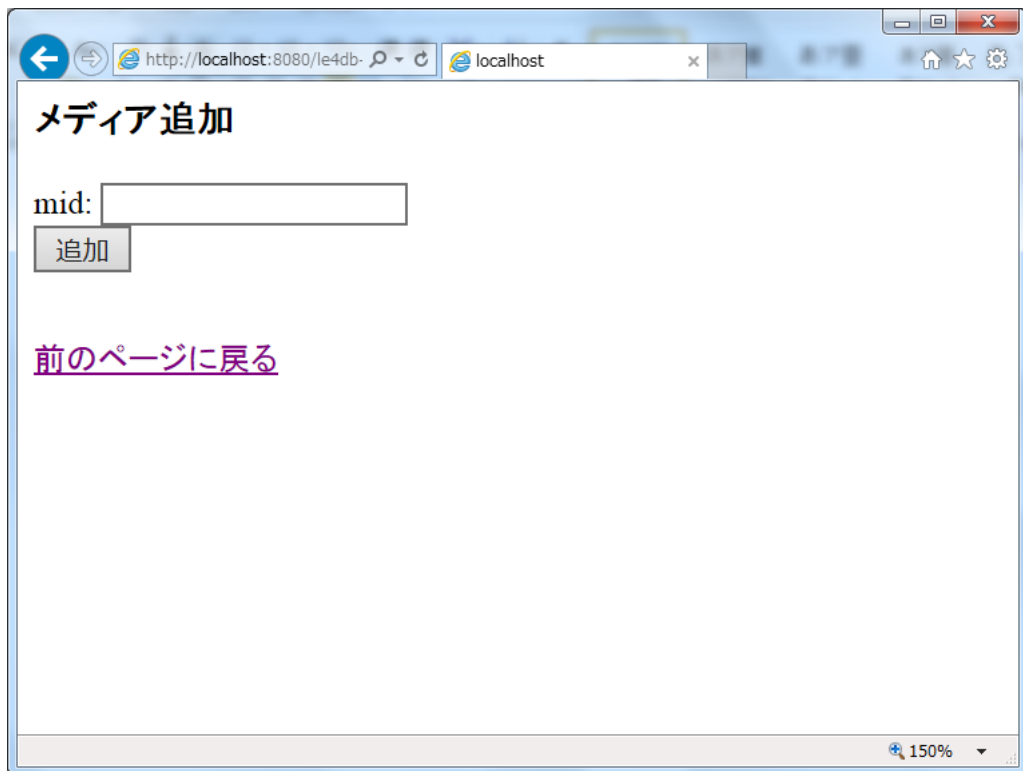 http://localhost:8080/le4db-
localhost
メディア追加
mid:
追加
前のページに戻る
150%